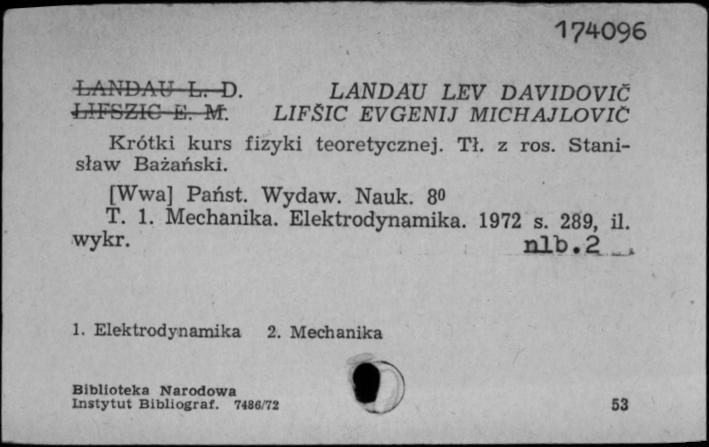 174096
LANDAU L. D. LANDAU LEV DAVIDOVIČ
LIFSZIC E. M. LIFŠIC EVGENIJ MICHAJLOVIČ
Krótki kurs fizyki teoretycznej. Tł. z ros. Stani-
sław Bażański.
[Wwa] Państ. Wydaw. Nauk. 8⁰
T. 1. Mechanika. Elektrodynamika. 1972 s. 289, il.
wykr. nlb.2
1. Elektrodynamika 2. Mechanika
Biblioteka Narodowa
Instytut Bibliograf. 7486/72 53